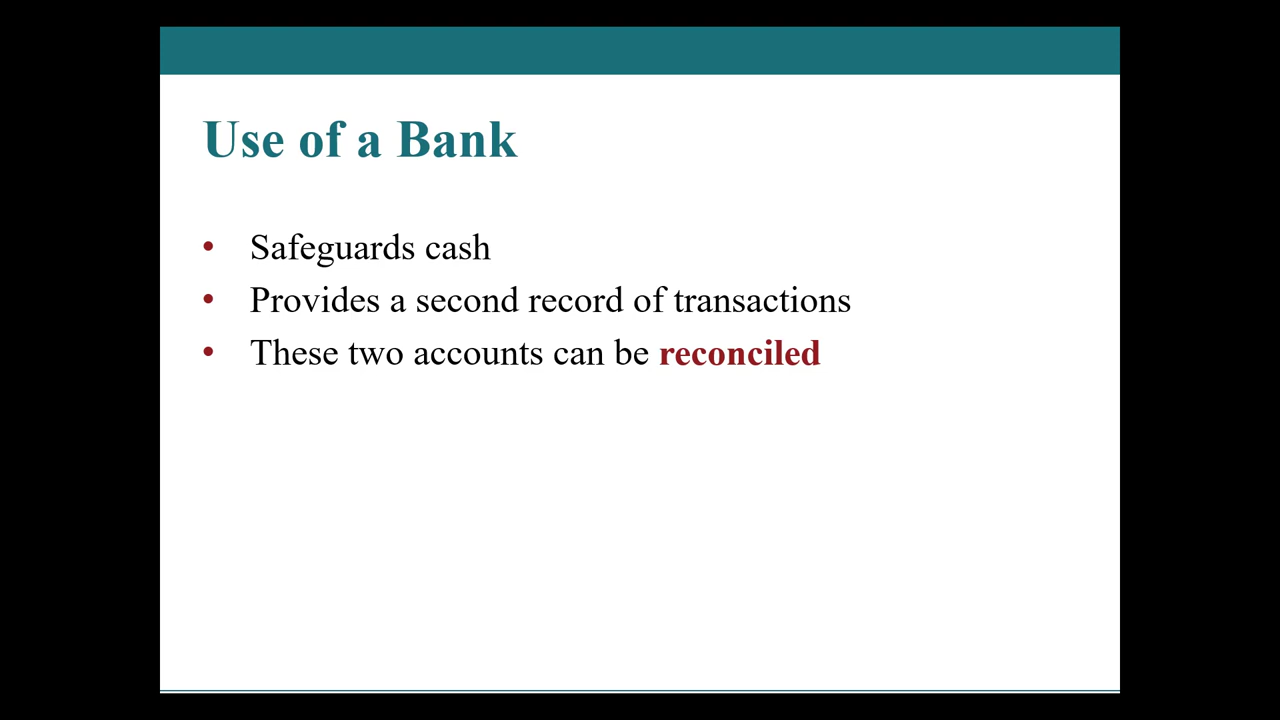 Use of a Bank
• Safeguards cash
• Provides a second record of transactions
• These two accounts can be reconciled